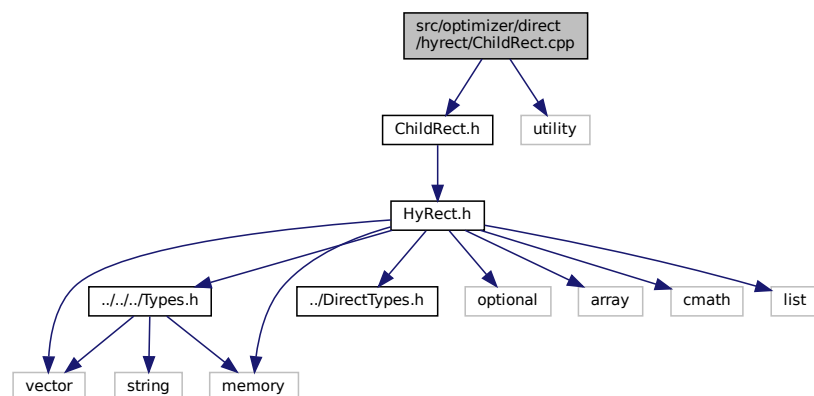 src/optimizer/direct
/hyrect/ChildRect.cpp
ChildRect.h
utility
HyRect.h
../../../Types.h
../DirectTypes.h
optional
array
cmath
list
vector
string
memory